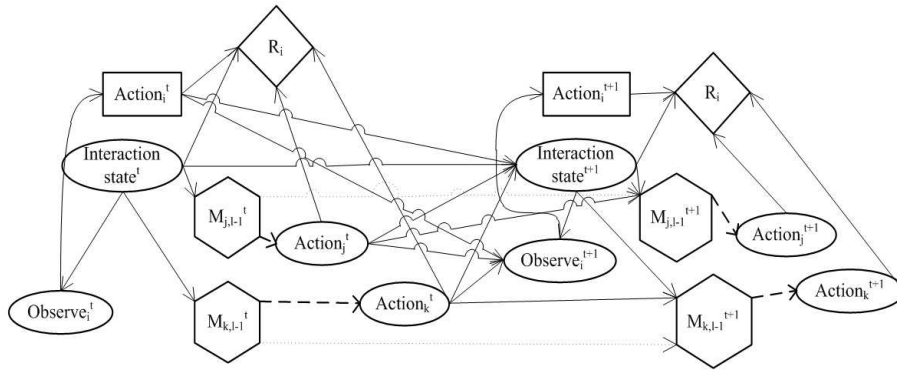 R_i
Action_i^t
Action_i^{t+1}
R_i
Interaction
state^t
Interaction
state^{t+1}
M_{j,l-1}^t
M_{j,l-1}^{t+1}
Action_j^t
Action_j^{t+1}
Observe_i^{t+1}
Observe_i^t
M_{k,l-1}^t
Action_k^t
M_{k,l-1}^{t+1}
Action_k^{t+1}